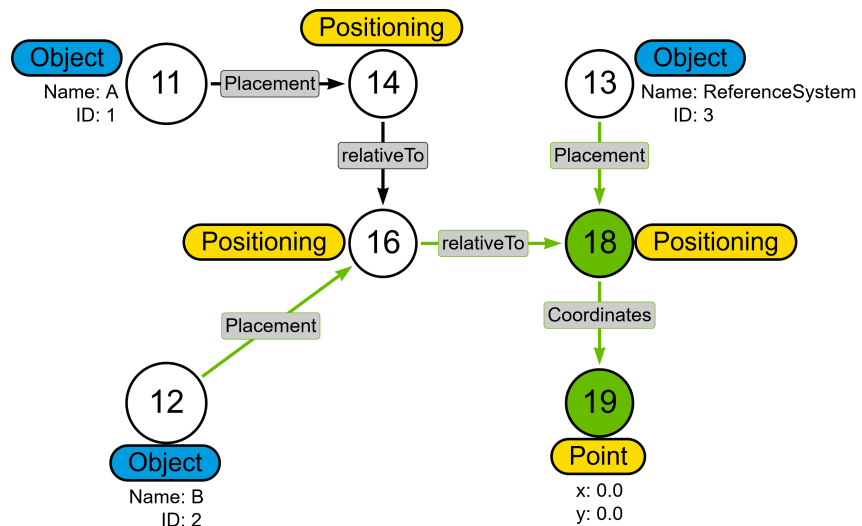 Positioning
Object
11
Placement
14
13
Object
Name: A
ID: 1
Name: ReferenceSystem
ID: 3
relativeTo
Placement
Positioning
16
relativeTo
18
Positioning
Placement
Coordinates
12
19
Object
Point
Name: B
ID: 2
x: 0.0
y: 0.0